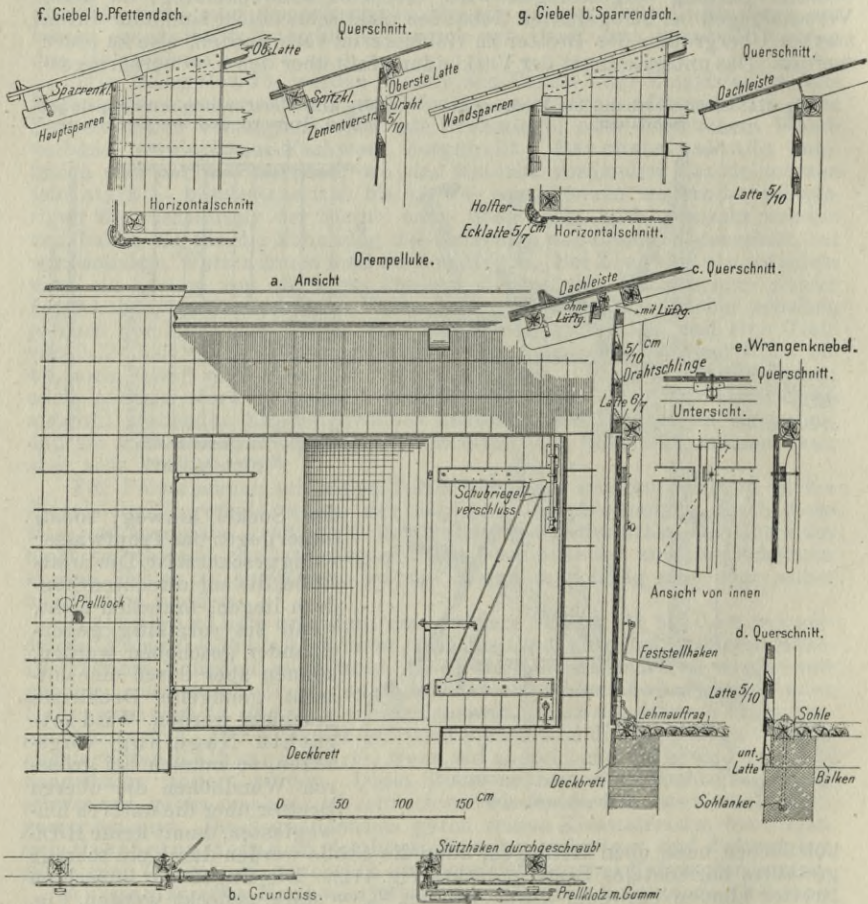 f. Giebel b. Pfettendach.
g. Giebel b. Sparrendach.
Querschnitt.
Querschnitt.
Ob. Latte
Sparrenkl.
Hauptsparren
Spitzkl.
Zementverstr.
Oberste Latte
Draht
5/10
Wandsparren
Dachleiste
Latte 5/10
Horizontalschnitt
Holfter
Ecklatte 5/7 cm
Horizontalschnitt.
Drempelluke.
a. Ansicht
Dachleiste
c. Querschnitt.
ohne Lüftg.
mit Lüftg.
5/10 cm
Drahtschlinge
Latte 6/7
e. Wrangenknebel.
Querschnitt.
Untersicht.
Schubriegel-
verschluss.
Prellbock
Ansicht von innen
d. Querschnitt.
Feststellhaken
Latte 5/10
Lehmauftrag
Sohle
Deckbrett
Deckbrett
unt. Latte
Balken
Sohlanker
0 50 100 150 cm
Stützhaken durchgeschraubt
b. Grundriss.
Prellklotz m. Gummi